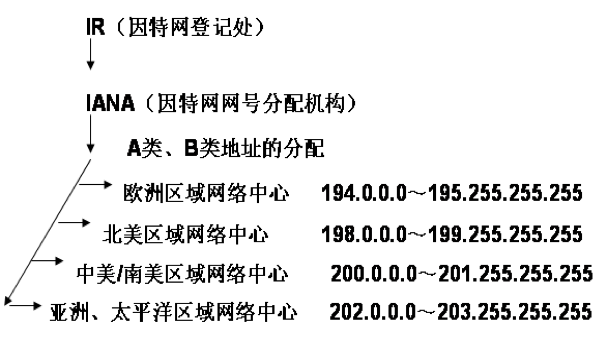 IR（因特网登记处）
IANA（因特网网号分配机构）
A类、B类地址的分配
欧洲区域网络中心 194.0.0.0～195.255.255.255
北美区域网络中心 198.0.0.0～199.255.255.255
中美/南美区域网络中心 200.0.0.0～201.255.255.255
亚洲、太平洋区域网络中心 202.0.0.0～203.255.255.255